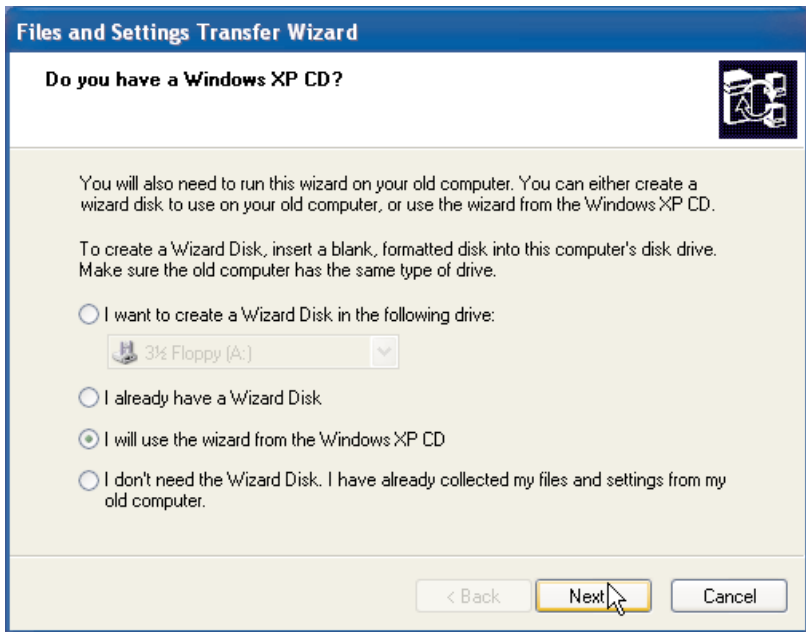 Files and Settings Transfer Wizard
Do you have a Windows XP CD?
You will also need to run this wizard on your old computer. You can either create a
wizard disk to use on your old computer, or use the wizard from the Windows XP CD.
To create a Wizard Disk, insert a blank, formatted disk into this computer's disk drive.
Make sure the old computer has the same type of drive.
I want to create a Wizard Disk in the following drive:
3½ Floppy (A:)
I already have a Wizard Disk
I will use the wizard from the Windows XP CD
I don't need the Wizard Disk. I have already collected my files and settings from my
old computer.
< Back Next Cancel